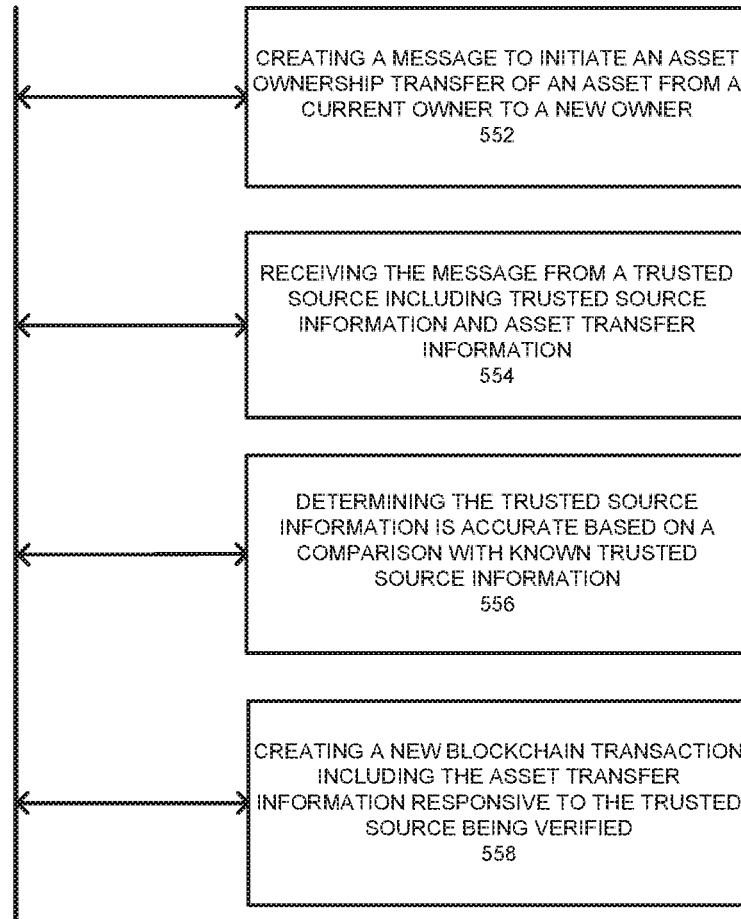 CREATING A MESSAGE TO INITIATE AN ASSET
OWNERSHIP TRANSFER OF AN ASSET FROM A
CURRENT OWNER TO A NEW OWNER
552
RECEIVING THE MESSAGE FROM A TRUSTED
SOURCE INCLUDING TRUSTED SOURCE
INFORMATION AND ASSET TRANSFER
INFORMATION
554
DETERMINING THE TRUSTED SOURCE
INFORMATION IS ACCURATE BASED ON A
COMPARISON WITH KNOWN TRUSTED
SOURCE INFORMATION
556
CREATING A NEW BLOCKCHAIN TRANSACTION
INCLUDING THE ASSET TRANSFER
INFORMATION RESPONSIVE TO THE TRUSTED
SOURCE BEING VERIFIED
558